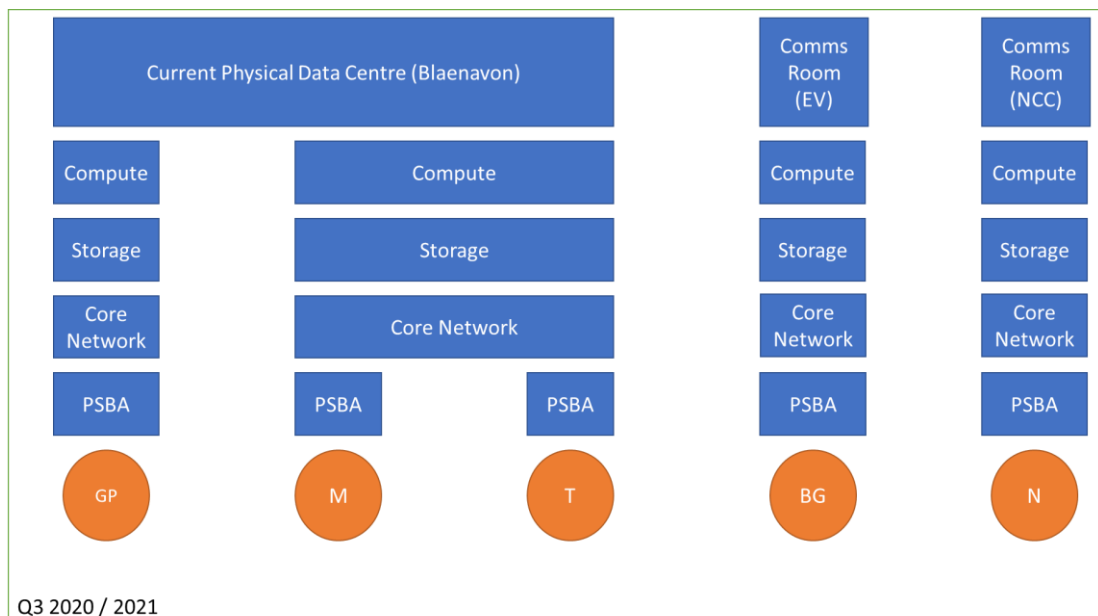 Current Physical Data Centre (Blaenavon)
Comms
Room
(EV)
Comms
Room
(NCC)
Compute
Compute
Compute
Compute
Storage
Storage
Storage
Storage
Core
Network
Core Network
Core
Network
Core
Network
PSBA
PSBA
PSBA
PSBA
PSBA
GP
M
T
BG
N
Q3 2020 / 2021